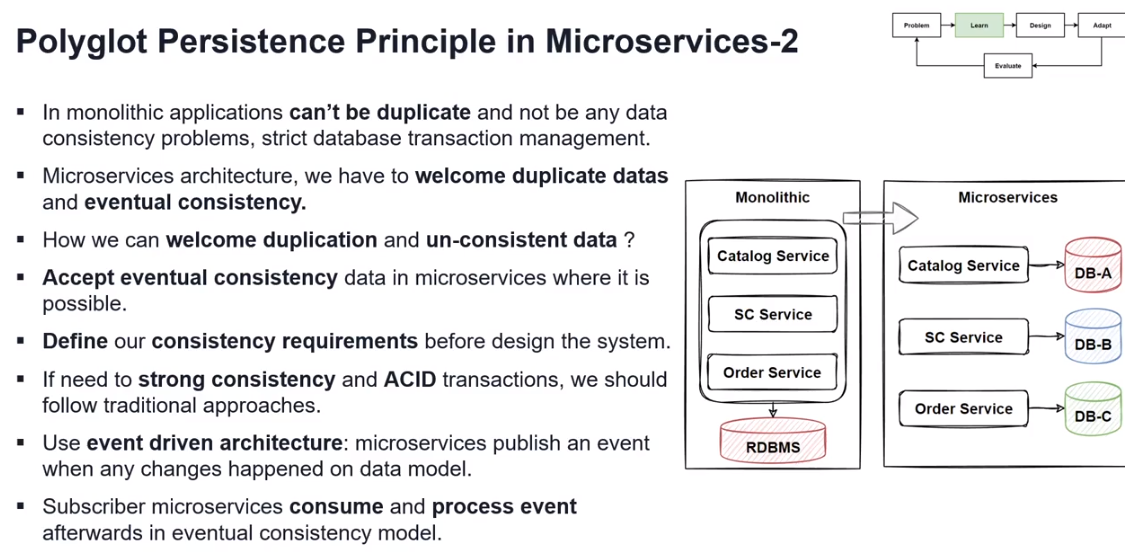 Polyglot Persistence Principle in Microservices-2
Problem
Learn
Design
Adapt
Evaluate
▪ In monolithic applications can't be duplicate and not be any data
consistency problems, strict database transaction management.
▪ Microservices architecture, we have to welcome duplicate datas
and eventual consistency.
▪ How we can welcome duplication and un-consistent data ?
▪ Accept eventual consistency data in microservices where it is
possible.
▪ Define our consistency requirements before design the system.
▪ If need to strong consistency and ACID transactions, we should
follow traditional approaches.
▪ Use event driven architecture: microservices publish an event
when any changes happened on data model.
▪ Subscriber microservices consume and process event
afterwards in eventual consistency model.
Monolithic
Catalog Service
SC Service
Order Service
RDBMS
Microservices
Catalog Service
DB-A
SC Service
DB-B
Order Service
DB-C